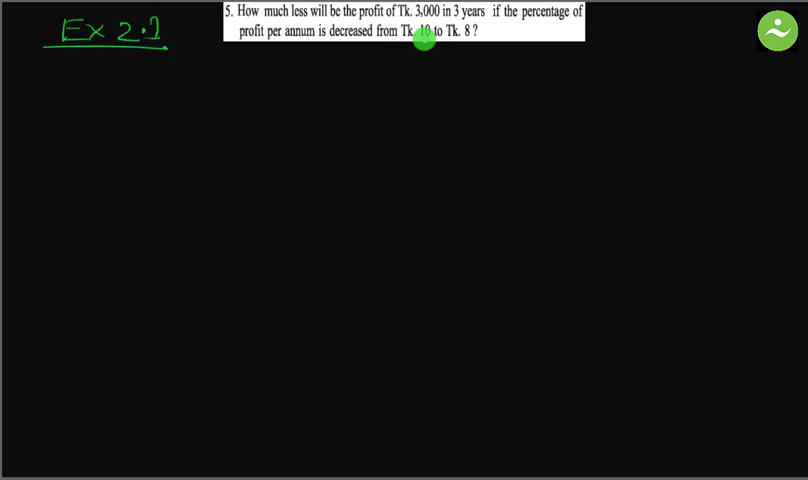 Ex 2.1
5. How much less will be the profit of Tk. 3,000 in 3 years if the percentage of
profit per annum is decreased from Tk. 10 to Tk. 8 ?